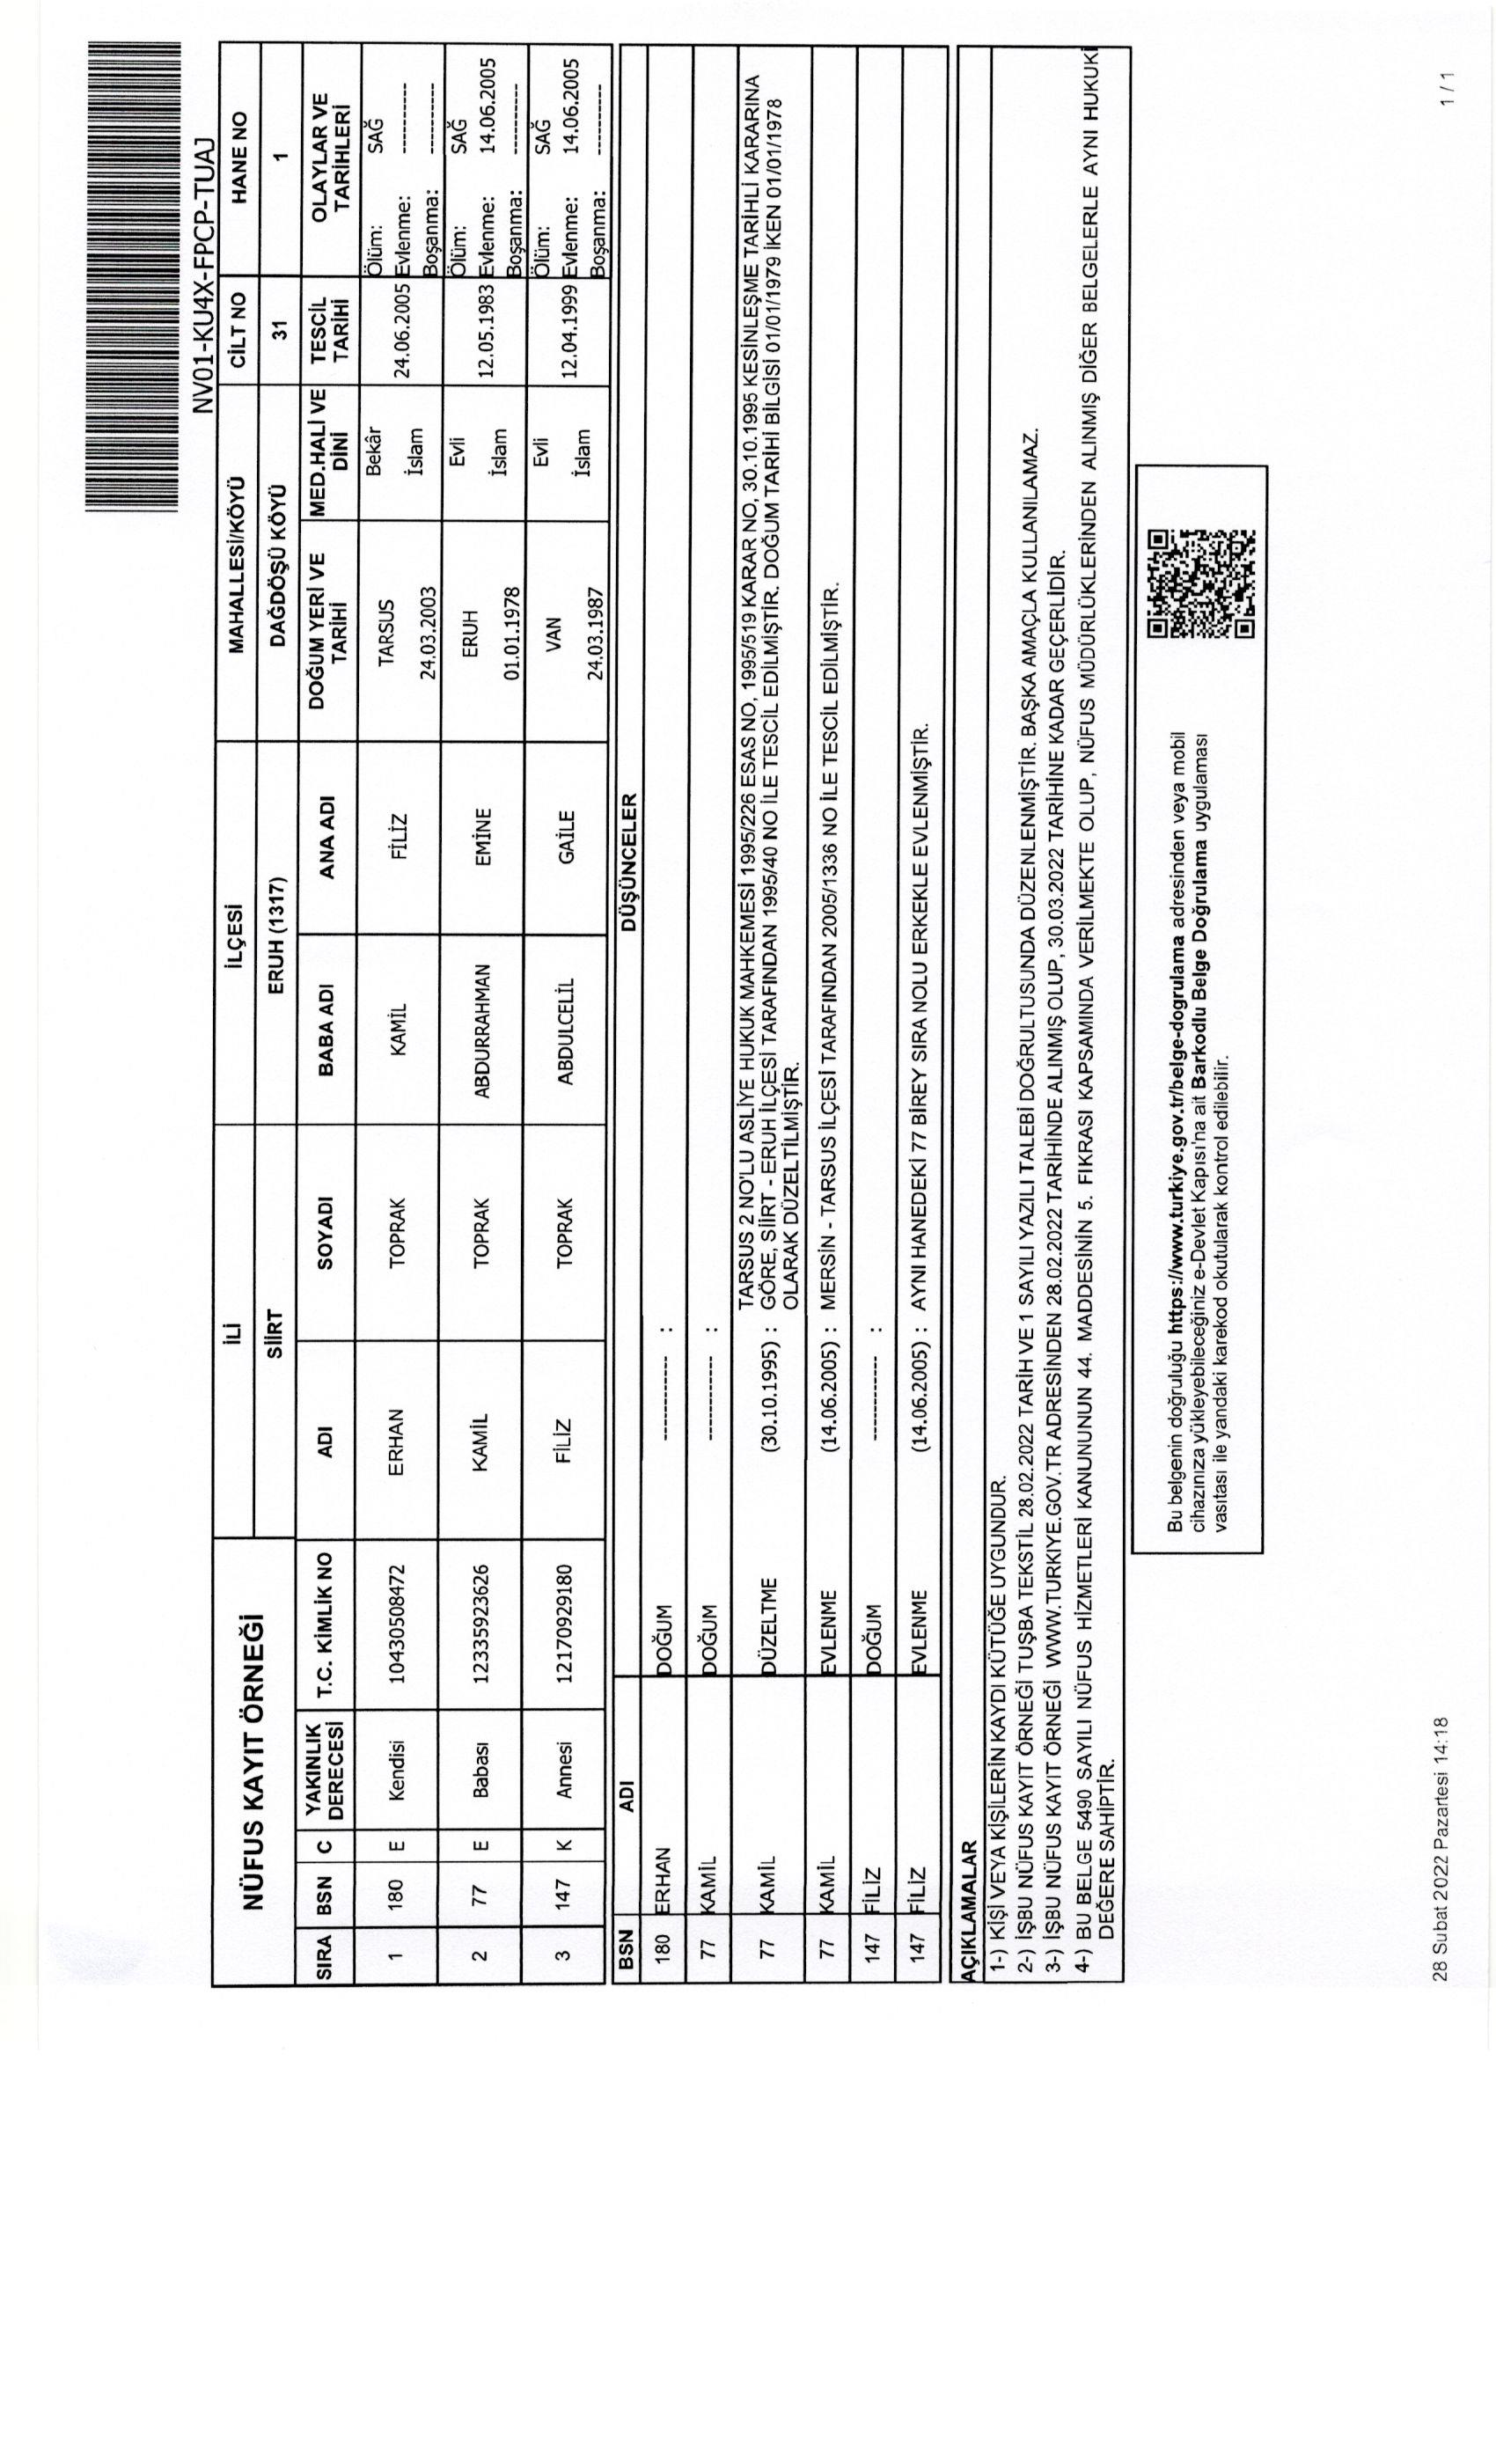 NV01-KU4X-FPCP-TUAJ
NÜFUS KAYIT ÖRNEĞİ İLİ İLÇESİ MAHALLESİ/KÖYÜ CİLT NO HANE NO
SİİRT ERUH (1317) DAĞDÖŞÜ KÖYÜ 31 1
SIRA BSN C YAKINLIK DERECESİ T.C. KİMLİK NO ADI SOYADI BABA ADI ANA ADI DOĞUM YERİ VE TARİHİ MED.HALİ VE DİNİ TESCİL TARİHİ OLAYLAR VE TARİHLERİ
1 180 E Kendisi 10430508472 ERHAN TOPRAK KAMİL FİLİZ TARSUS 24.03.2003 Bekâr İslam 24.06.2005 Ölüm: SAĞ Evlenme: ---------- Boşanma: ----------
2 77 E Babası 12335923626 KAMİL TOPRAK ABDURRAHMAN EMİNE ERUH 01.01.1978 Evli İslam 12.05.1983 Ölüm: SAĞ Evlenme: 14.06.2005 Boşanma: ----------
3 147 K Annesi 12170929180 FİLİZ TOPRAK ABDULCELİL GAİLE VAN 24.03.1987 Evli İslam 12.04.1999 Ölüm: SAĞ Evlenme: 14.06.2005 Boşanma: ----------
BSN ADI DÜŞÜNCELER
180 ERHAN DOĞUM ------------ :
77 KAMİL DOĞUM ------------ :
77 KAMİL DÜZELTME (30.10.1995) : TARSUS 2 NO'LU ASLİYE HUKUK MAHKEMESİ 1995/226 ESAS NO, 1995/519 KARAR NO, 30.10.1995 KESİNLEŞME TARİHLİ KARARINA
GÖRE, SİİRT - ERUH İLÇESİ TARAFINDAN 1995/40 NO İLE TESCİL EDİLMİŞTİR. DOĞUM TARİHİ BİLGİSİ 01/01/1979 İKEN 01/01/1978
OLARAK DÜZELTİLMİŞTİR.
77 KAMİL EVLENME (14.06.2005) : MERSİN - TARSUS İLÇESİ TARAFINDAN 2005/1336 NO İLE TESCİL EDİLMİŞTİR.
147 FİLİZ DOĞUM ------------ :
147 FİLİZ EVLENME (14.06.2005) : AYNI HANEDEKİ 77 BİREY SIRA NOLU ERKEKLE EVLENMİŞTİR.
AÇIKLAMALAR
1-) KİŞİ VEYA KİŞİLERİN KAYDI KÜTÜĞE UYGUNDUR.
2-) İŞBU NÜFUS KAYIT ÖRNEĞİ TUŞBA TEKSTİL 28.02.2022 TARİH VE 1 SAYILI YAZILI TALEBİ DOĞRULTUSUNDA DÜZENLENMİŞTİR. BAŞKA AMAÇLA KULLANILAMAZ.
3-) İŞBU NÜFUS KAYIT ÖRNEĞİ WWW.TURKIYE.GOV.TR ADRESİNDEN 28.02.2022 TARİHİNDE ALINMIŞ OLUP, 30.03.2022 TARİHİNE KADAR GEÇERLİDİR.
4-) BU BELGE 5490 SAYILI NÜFUS HİZMETLERİ KANUNUNUN 44. MADDESİNİN 5. FIKRASI KAPSAMINDA VERİLMEKTE OLUP, NÜFUS MÜDÜRLÜKLERİNDEN ALINMIŞ DİĞER BELGELERLE AYNI HUKUKİ
DEĞERE SAHİPTİR.
Bu belgenin doğruluğu https://www.turkiye.gov.tr/belge-dogrulama adresinden veya mobil
cihazınıza yükleyebileceğiniz e-Devlet Kapısı'na ait Barkodlu Belge Doğrulama uygulaması
vasıtası ile yandaki karekod okutularak kontrol edilebilir.
28 Subat 2022 Pazartesi 14:18
1 / 1